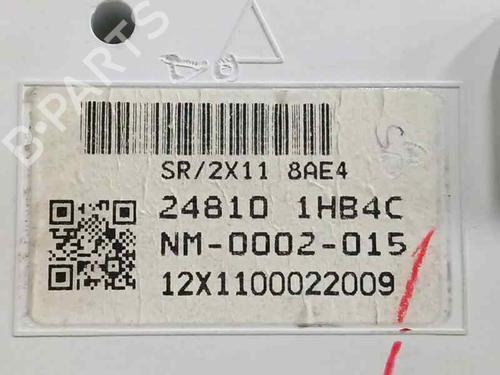 B-PARTS
SR/2X11 8AE4
24810 1HB4C
NM-0002-015
12X1100022009